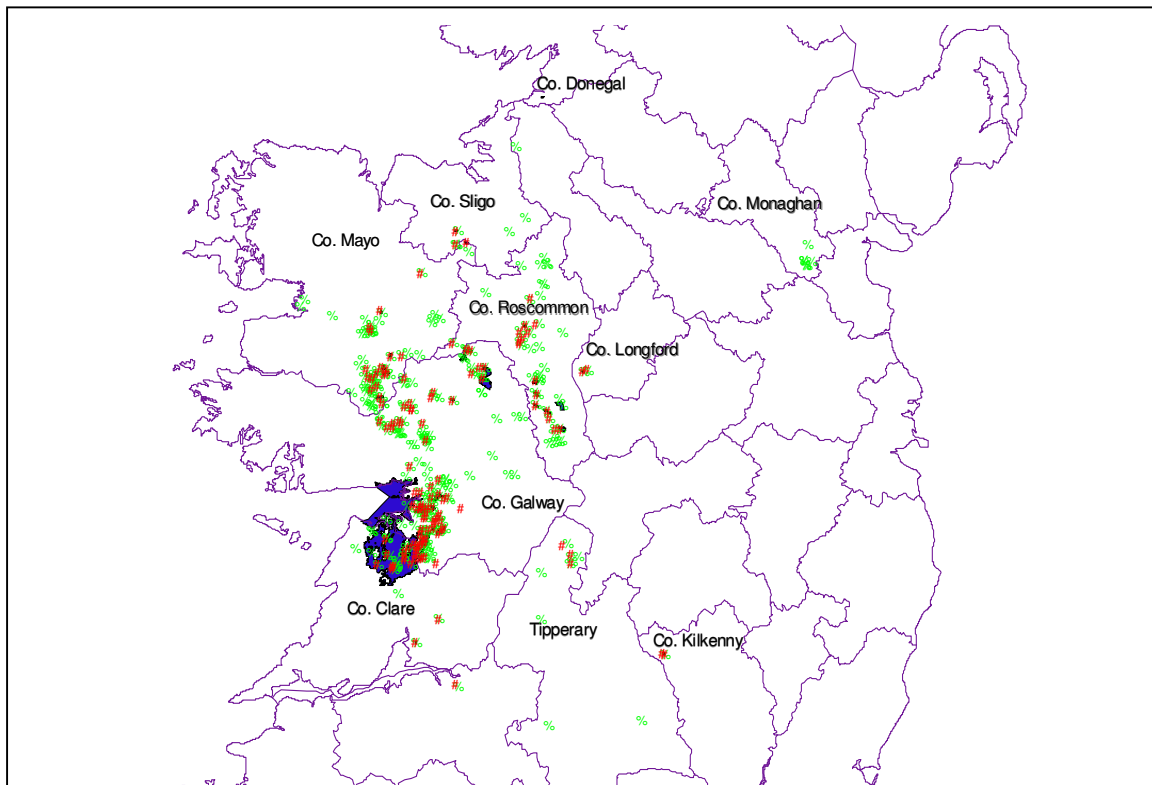 Co. Donegal
Co. Sligo
Co. Monaghan
Co. Mayo
Co. Roscommon
Co. Longford
Co. Galway
Co. Clare
Tipperary
Co. Kilkenny